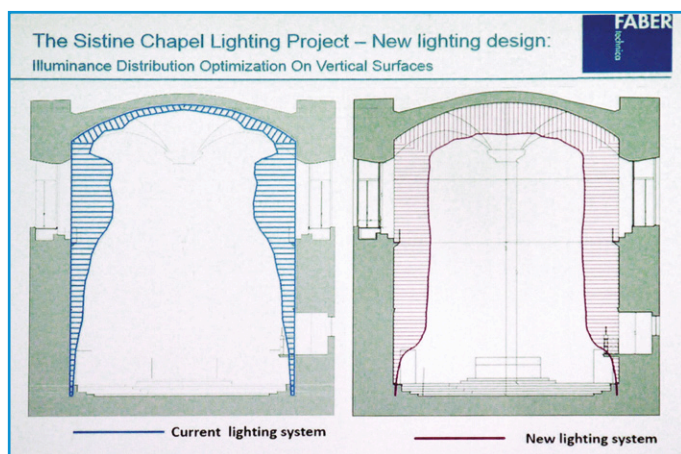 The Sistine Chapel Lighting Project – New lighting design:
Illuminance Distribution Optimization On Vertical Surfaces
FABER
technica
Current lighting system
New lighting system